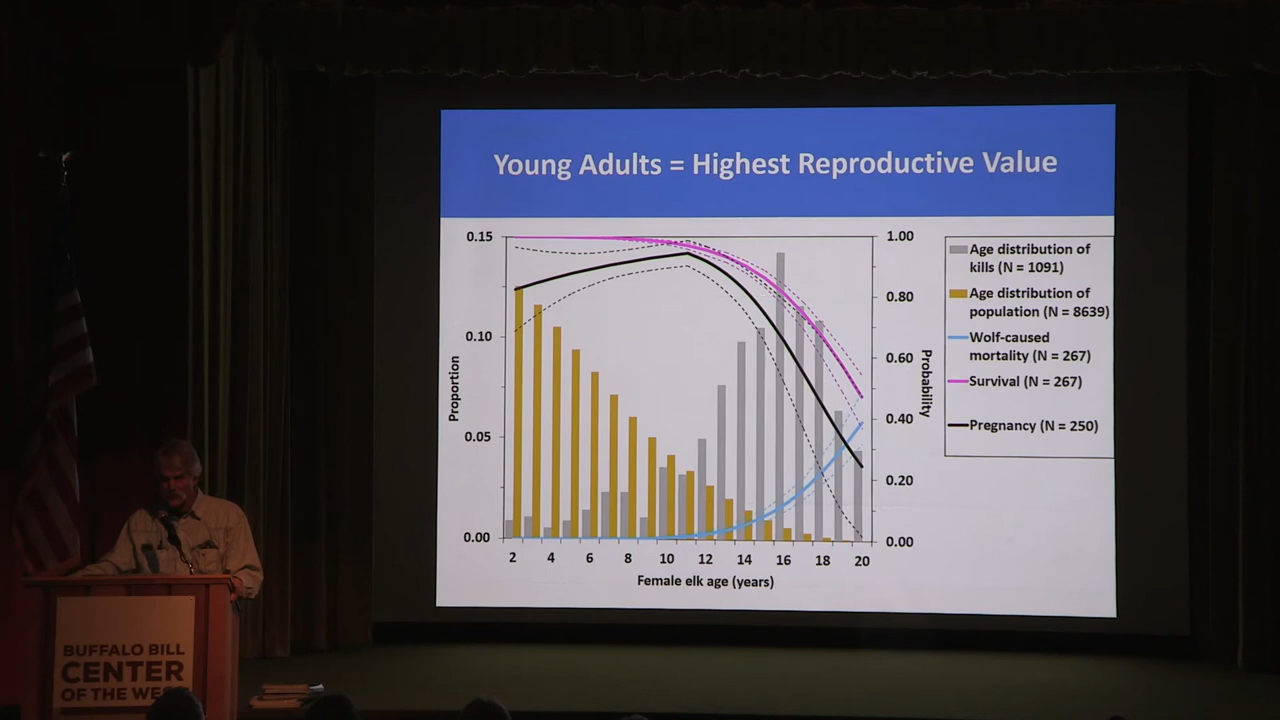 Young Adults = Highest Reproductive Value
0.15
0.10
0.05
0.00
Proportion
2 4 6 8 10 12 14 16 18 20
Female elk age (years)
1.00
0.80
0.60
0.40
0.20
0.00
Probability
Age distribution of
kills (N = 1091)
Age distribution of
population (N = 8639)
Wolf-caused
mortality (N = 267)
Survival (N = 267)
Pregnancy (N = 250)
BUFFALO BILL
CENTER
OF THE WEST